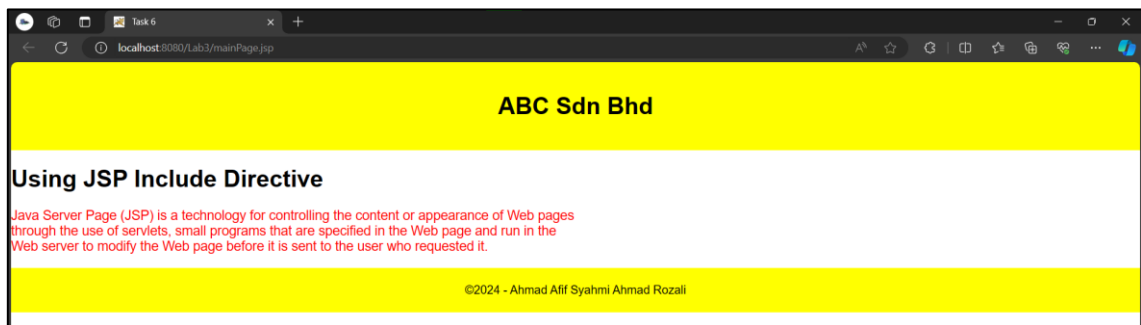 Task 6
localhost:8080/Lab3/mainPage.jsp
ABC Sdn Bhd
Using JSP Include Directive
Java Server Page (JSP) is a technology for controlling the content or appearance of Web pages
through the use of servlets, small programs that are specified in the Web page and run in the
Web server to modify the Web page before it is sent to the user who requested it.
©2024 - Ahmad Afif Syahmi Ahmad Rozali